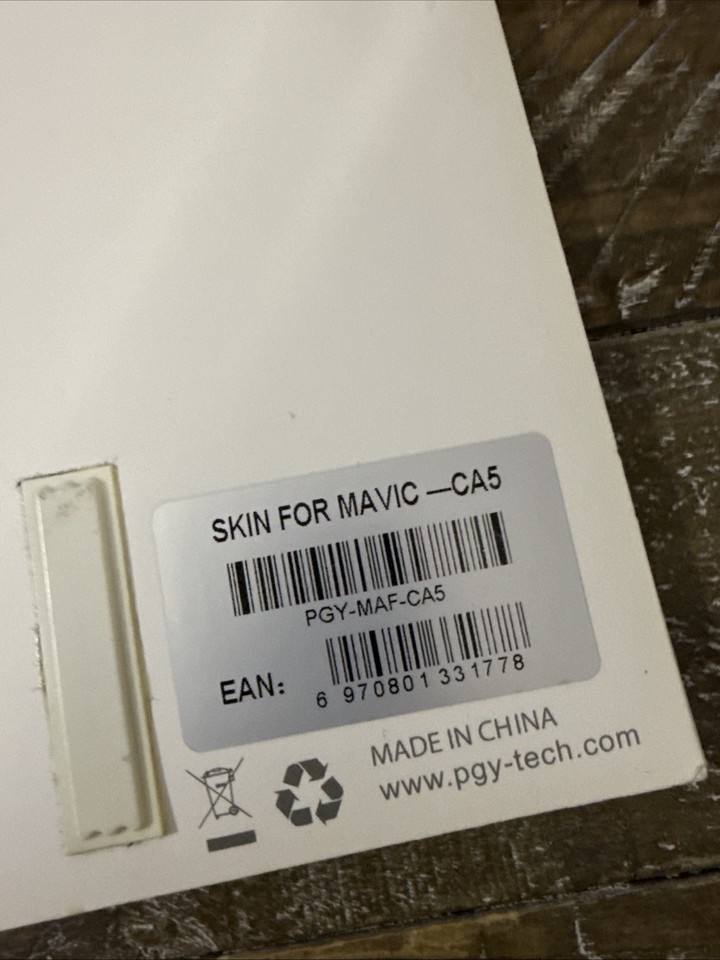 SKIN FOR MAVIC —CA5
PGY-MAF-CA5
EAN:
6 970801 331778
MADE IN CHINA
www.pgy-tech.com